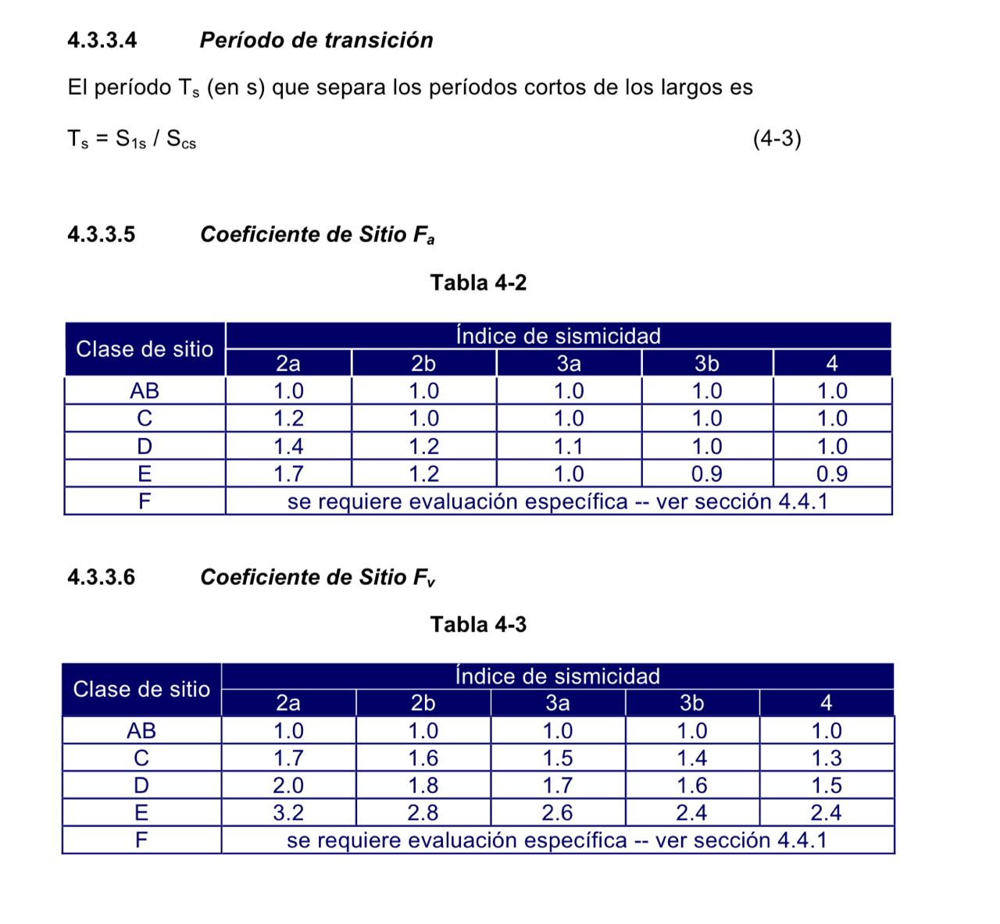 4.3.3.4 Período de transición
El período Ts (en s) que separa los períodos cortos de los largos es
Ts = S1s / Scs (4-3)
4.3.3.5 Coeficiente de Sitio Fa
Tabla 4-2
Clase de sitio Índice de sismicidad
2a 2b 3a 3b 4
AB 1.0 1.0 1.0 1.0 1.0
C 1.2 1.0 1.0 1.0 1.0
D 1.4 1.2 1.1 1.0 1.0
E 1.7 1.2 1.0 0.9 0.9
F se requiere evaluación específica -- ver sección 4.4.1
4.3.3.6 Coeficiente de Sitio Fv
Tabla 4-3
Clase de sitio Índice de sismicidad
2a 2b 3a 3b 4
AB 1.0 1.0 1.0 1.0 1.0
C 1.7 1.6 1.5 1.4 1.3
D 2.0 1.8 1.7 1.6 1.5
E 3.2 2.8 2.6 2.4 2.4
F se requiere evaluación específica -- ver sección 4.4.1